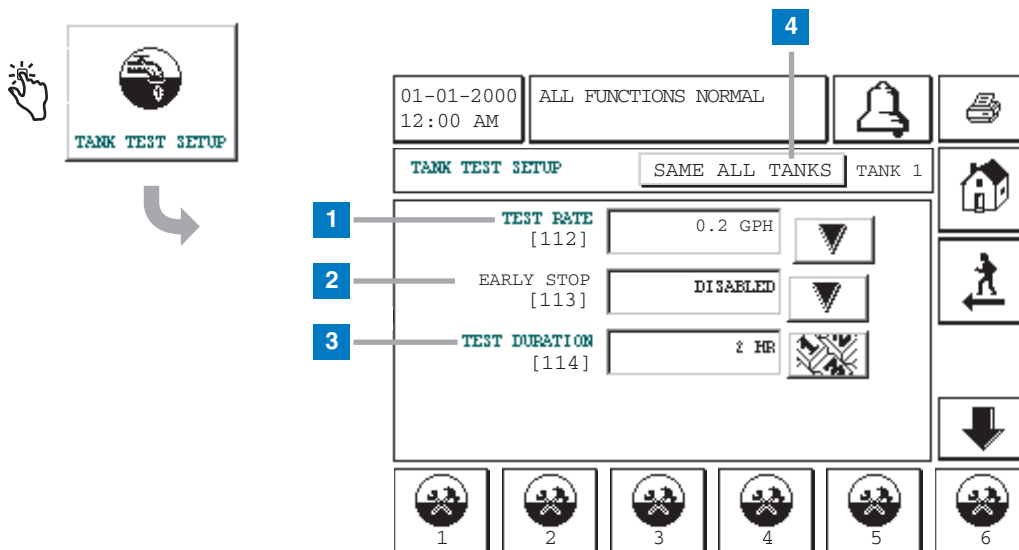 4
TANK TEST SETUP
01-01-2000
12:00 AM
ALL FUNCTIONS NORMAL
TANK TEST SETUP
SAME ALL TANKS
TANK 1
1
TEST RATE
[112]
0.2 GPH
2
EARLY STOP
[113]
DISABLED
3
TEST DURATION
[114]
2 HR
1
2
3
4
5
6